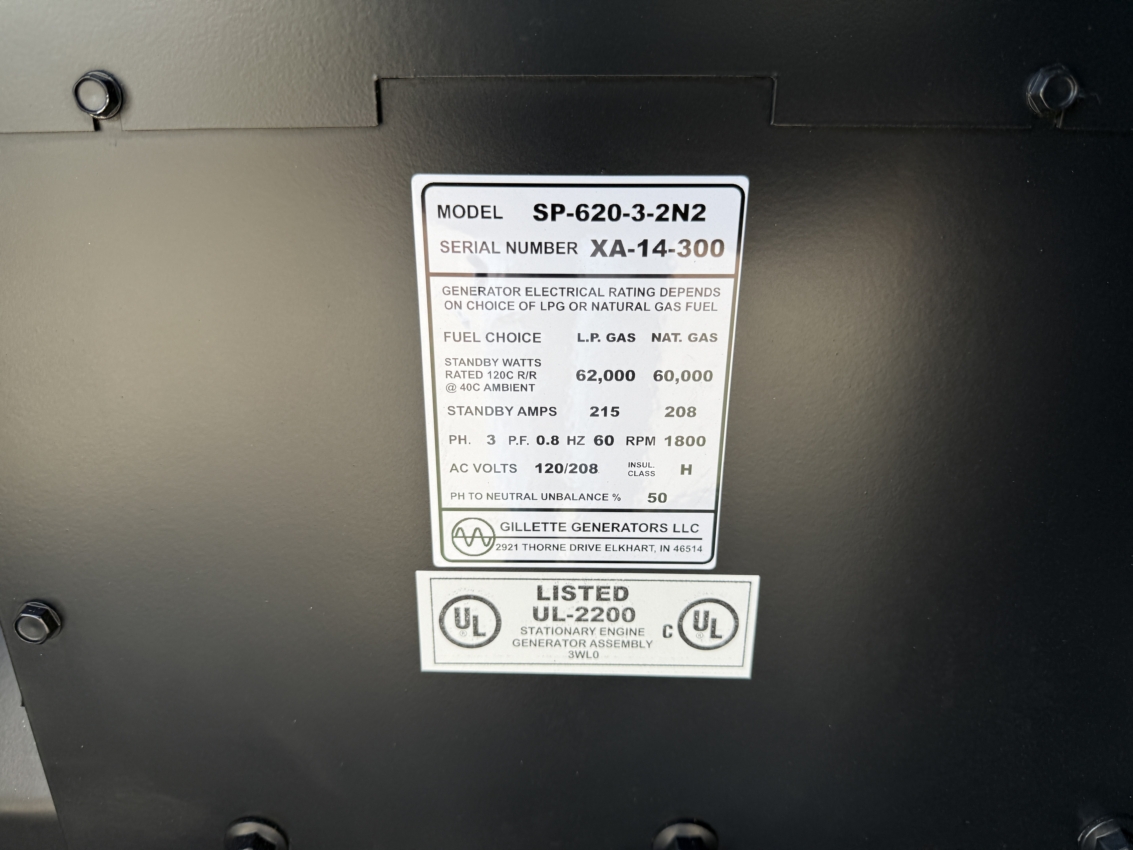 MODEL SP-620-3-2N2
SERIAL NUMBER XA-14-300
GENERATOR ELECTRICAL RATING DEPENDS
ON CHOICE OF LPG OR NATURAL GAS FUEL
FUEL CHOICE L.P. GAS NAT. GAS
STANDBY WATTS
RATED 120C R/R 62,000 60,000
@ 40C AMBIENT
STANDBY AMPS 215 208
PH. 3 P.F. 0.8 HZ 60 RPM 1800
AC VOLTS 120/208 INSUL. CLASS H
PH TO NEUTRAL UNBALANCE % 50
GILLETTE GENERATORS LLC
2921 THORNE DRIVE ELKHART, IN 46514
LISTED
UL-2200
UL ® STATIONARY ENGINE C UL ®
GENERATOR ASSEMBLY
3WL0